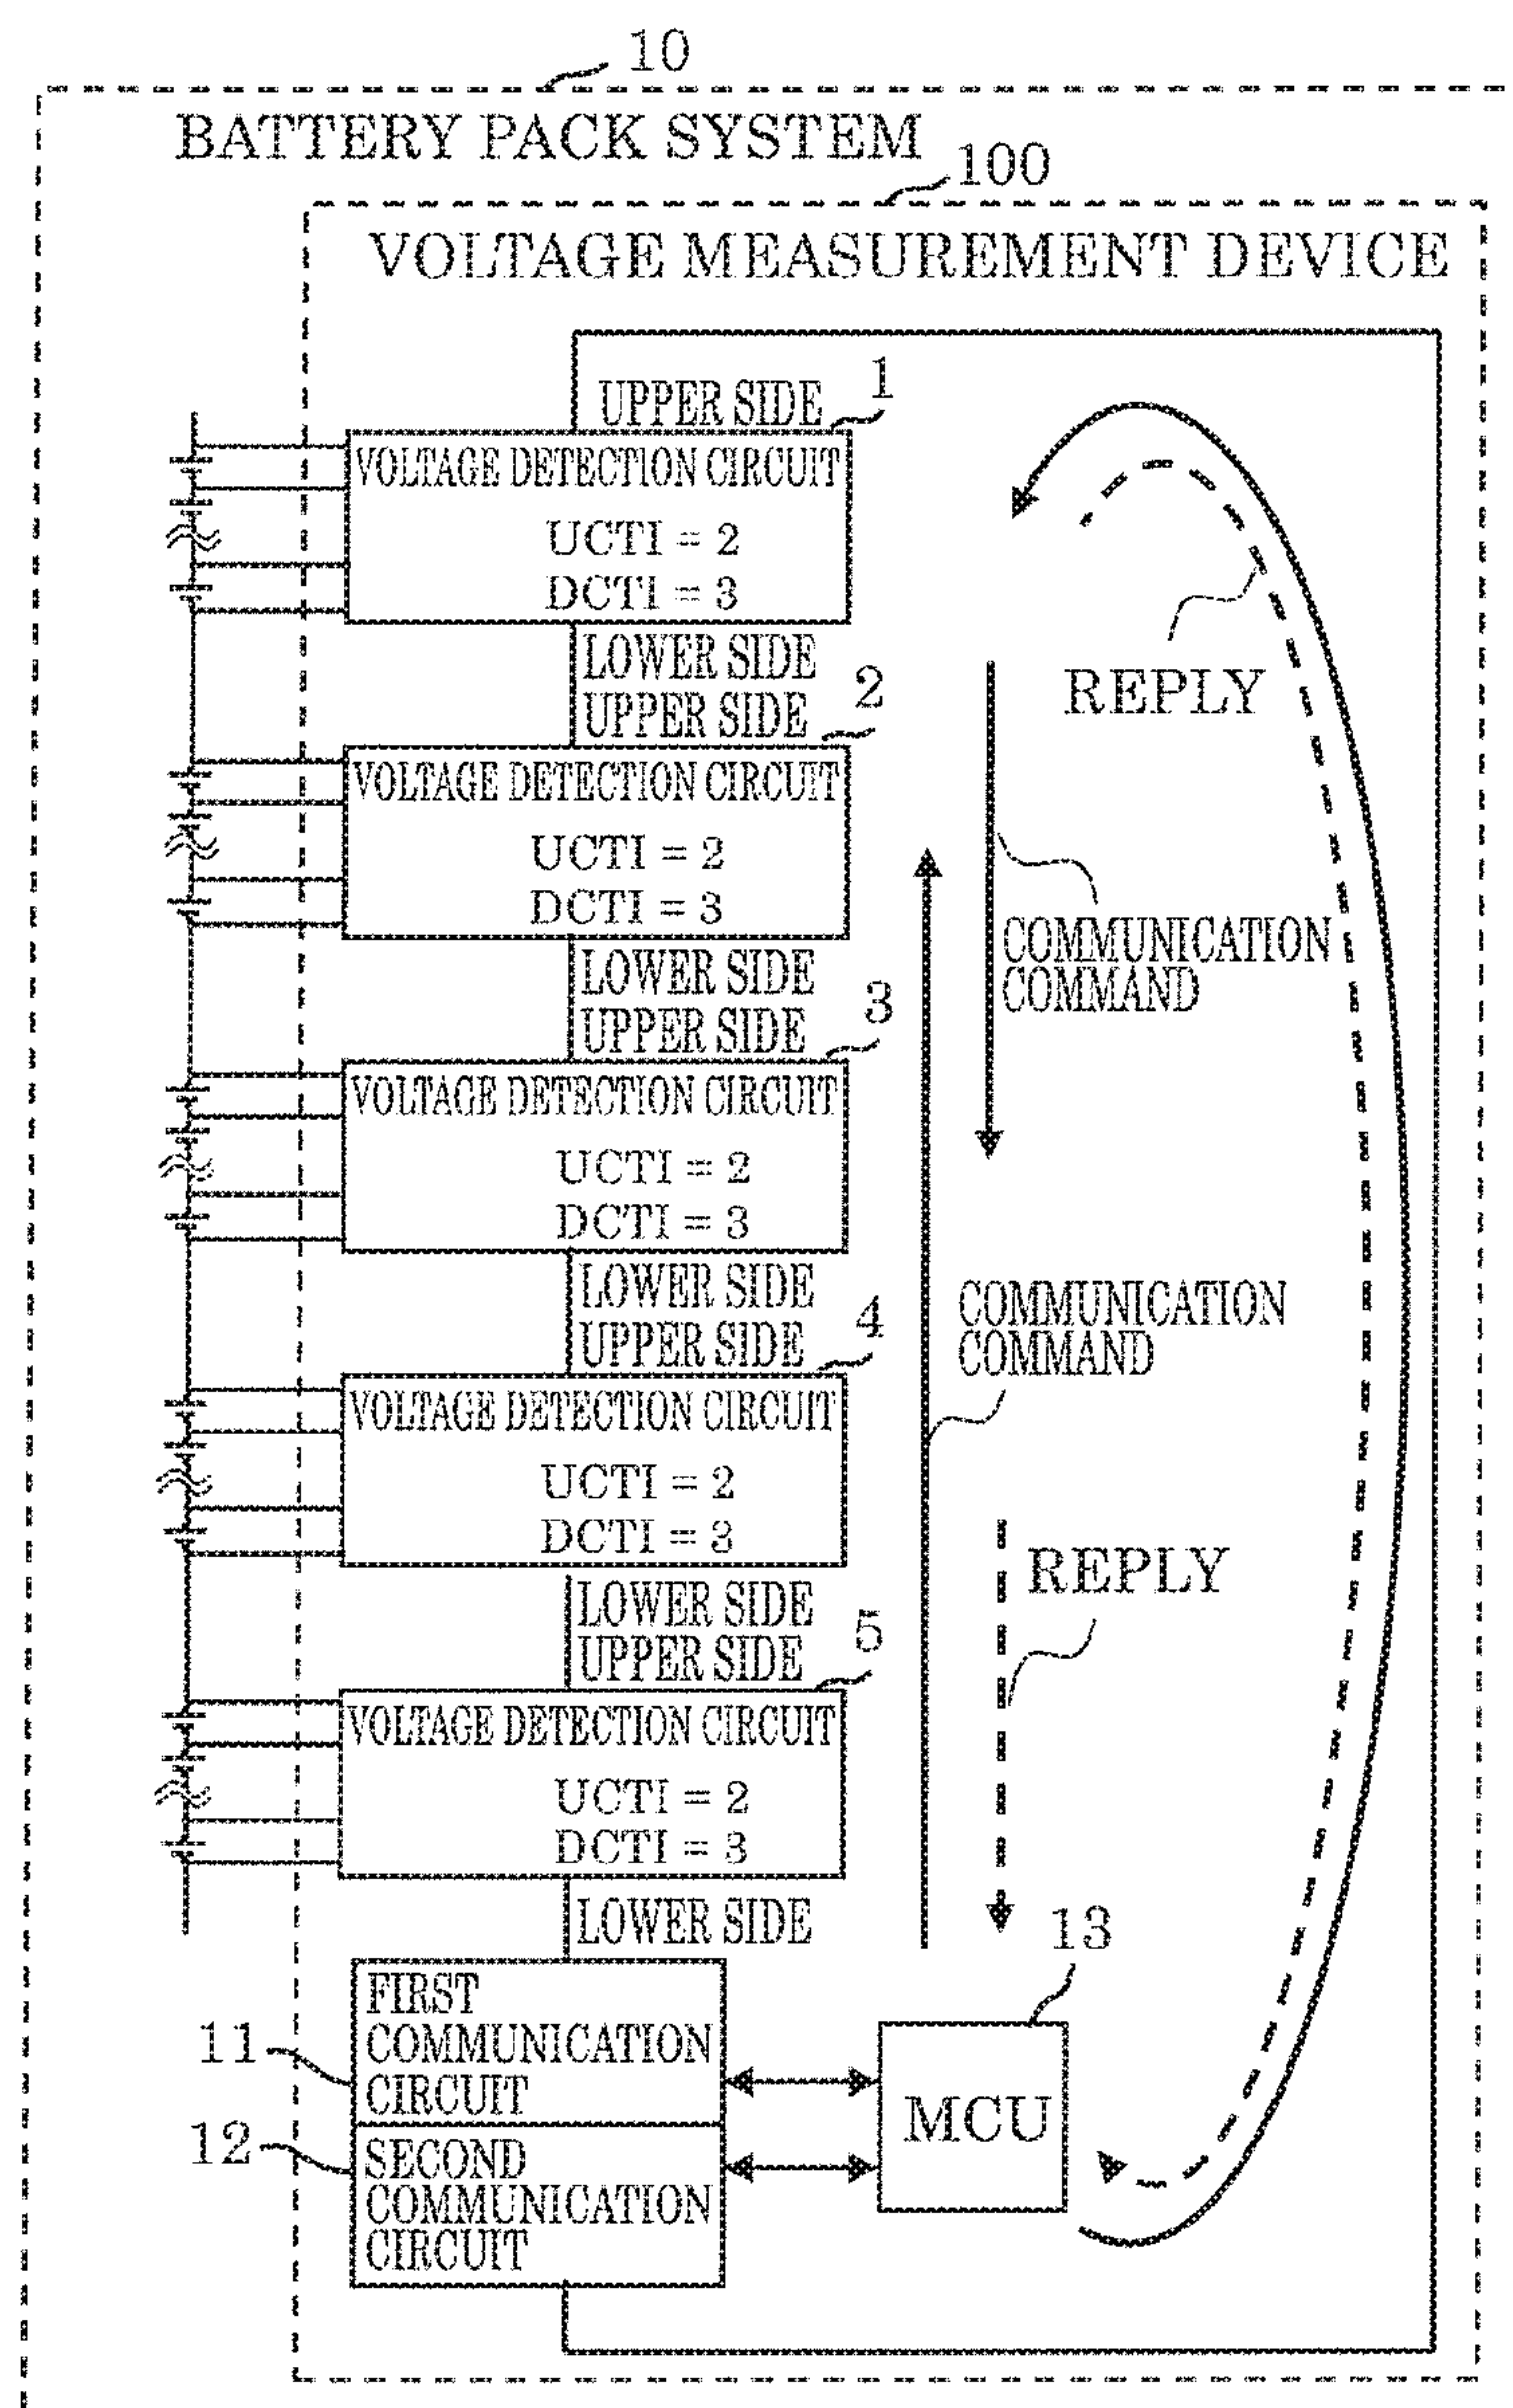 10
BATTERY PACK SYSTEM
100
VOLTAGE MEASUREMENT DEVICE
UPPER SIDE
1
VOLTAGE DETECTION CIRCUIT
UCTI = 2
DCTI = 3
LOWER SIDE
UPPER SIDE
2
REPLY
VOLTAGE DETECTION CIRCUIT
UCTI = 2
DCTI = 3
COMMUNICATION
COMMAND
LOWER SIDE
UPPER SIDE
3
VOLTAGE DETECTION CIRCUIT
UCTI = 2
DCTI = 3
LOWER SIDE
UPPER SIDE
4
COMMUNICATION
COMMAND
VOLTAGE DETECTION CIRCUIT
UCTI = 2
DCTI = 3
REPLY
LOWER SIDE
UPPER SIDE
5
VOLTAGE DETECTION CIRCUIT
UCTI = 2
DCTI = 3
LOWER SIDE
13
FIRST
COMMUNICATION
CIRCUIT
11
MCU
12
SECOND
COMMUNICATION
CIRCUIT